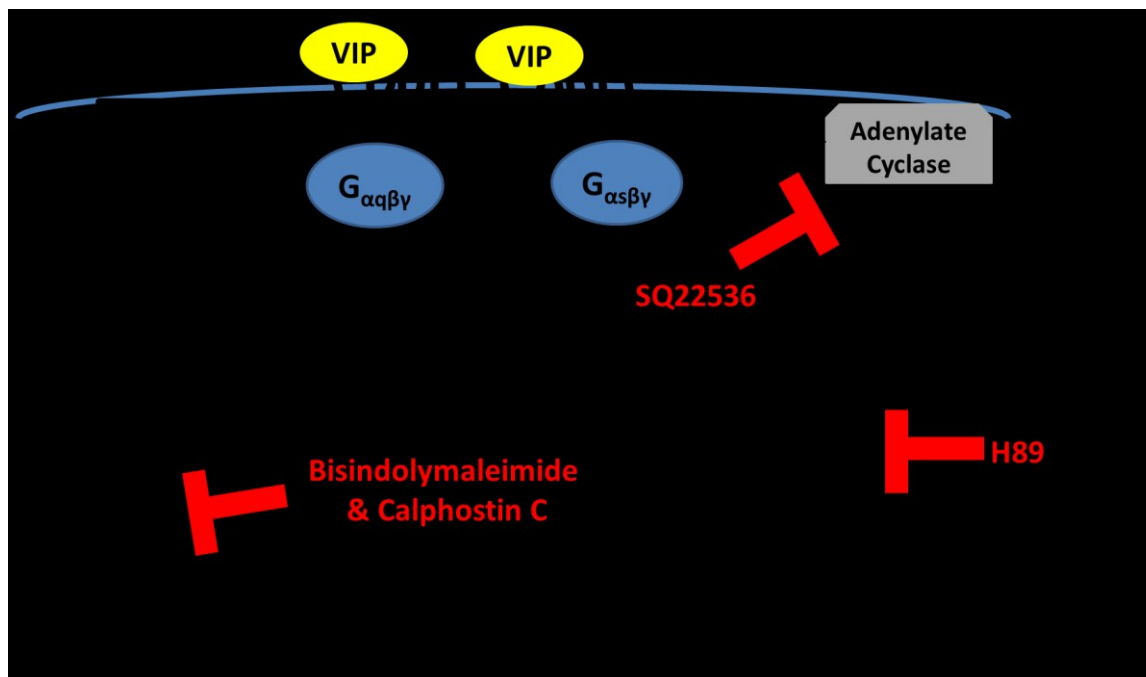 VIP
VIP
Adenylate
Cyclase
Gαqβγ
Gαsβγ
SQ22536
H89
Bisindolymaleimide
& Calphostin C